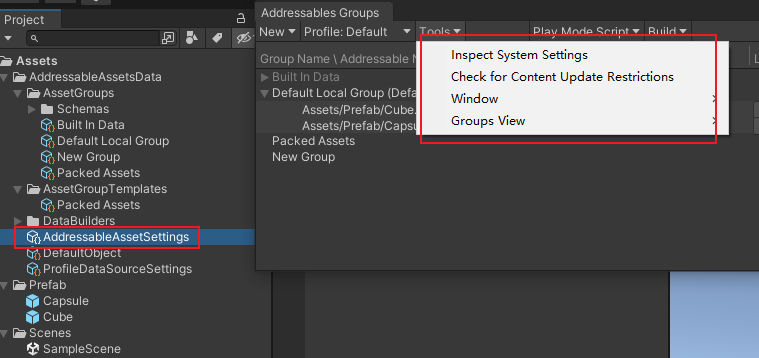 Project
Assets
AddressableAssetsData
AssetGroups
Schemas
Built In Data
Default Local Group
New Group
Packed Assets
AssetGroupTemplates
Packed Assets
DataBuilders
AddressableAssetSettings
DefaultObject
ProfileDataSourceSettings
Prefab
Capsule
Cube
Scenes
SampleScene
Addressables Groups
New Profile: Default Tools Play Mode Script Build
Group Name \ Addressable N
Built In Data
Default Local Group (Def
Assets/Prefab/Cube.
Assets/Prefab/Capsu
Packed Assets
New Group
Inspect System Settings
Check for Content Update Restrictions
Window
Groups View